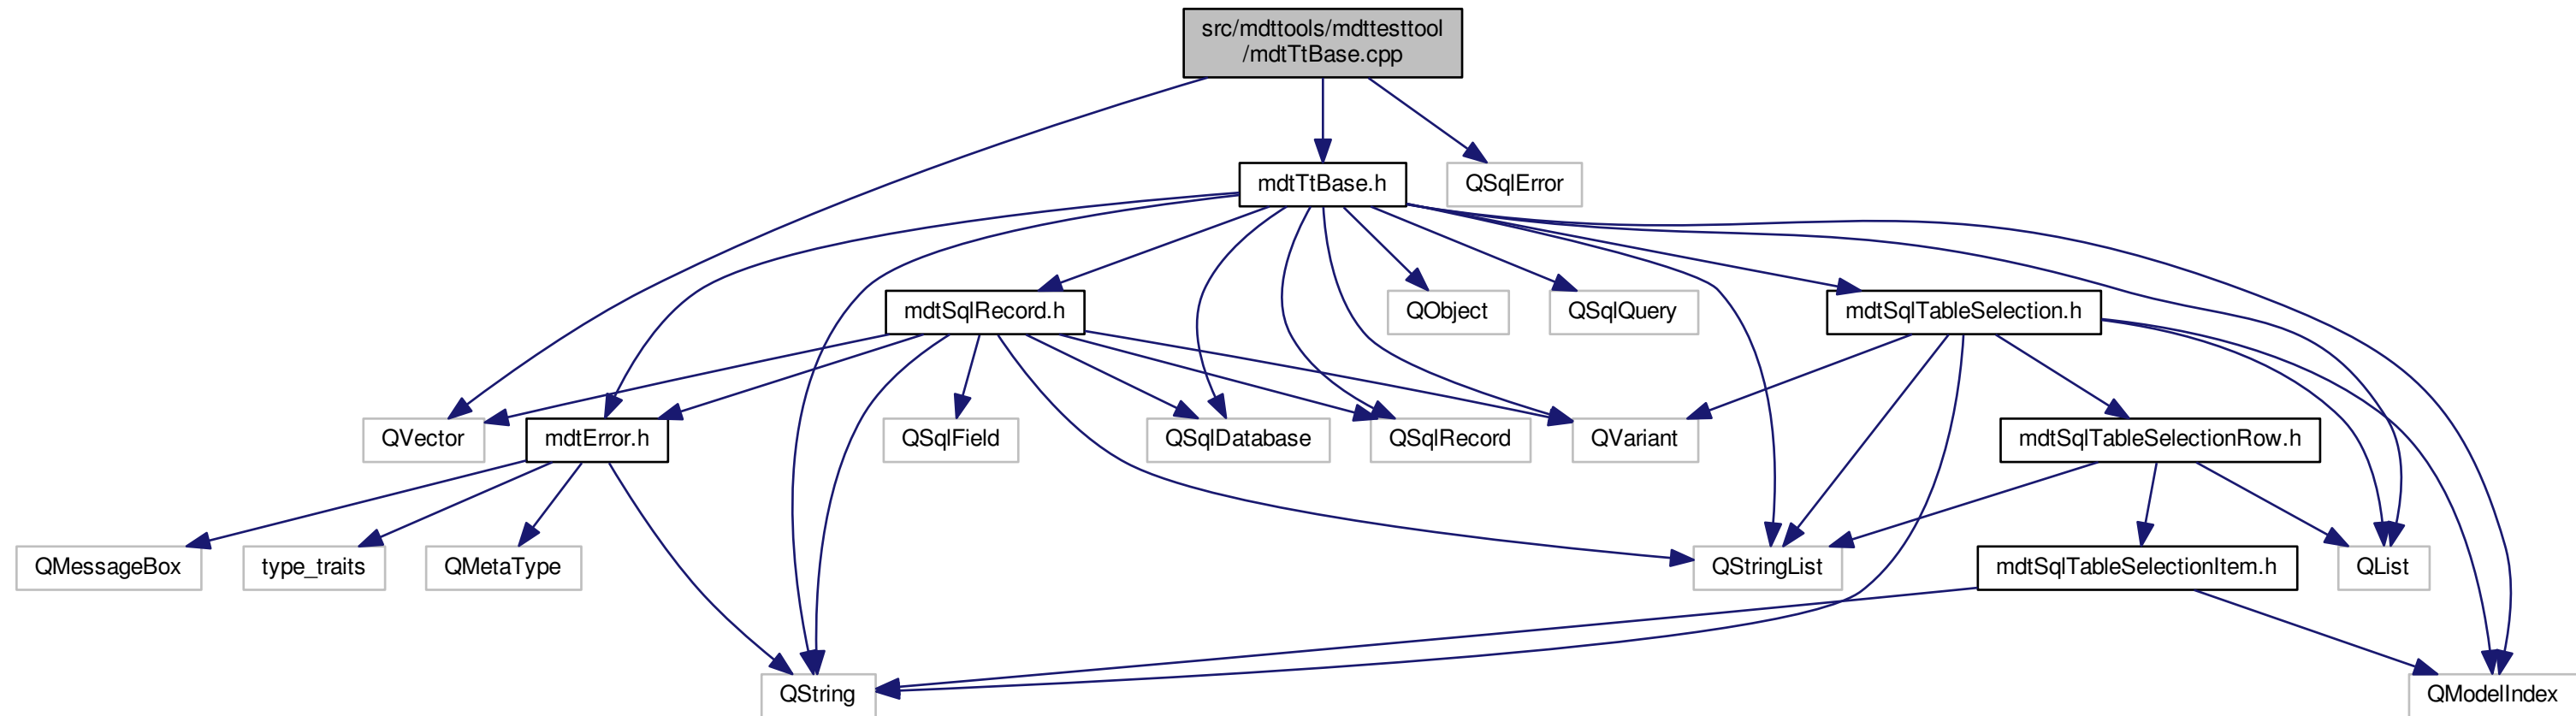 src/mdttools/mdttesttool
/mdtTtBase.cpp
mdtTtBase.h
QSqlError
mdtSqlRecord.h
QObject
QSqlQuery
mdtSqlTableSelection.h
QVector
mdtError.h
QSqlField
QSqlDatabase
QSqlRecord
QVariant
mdtSqlTableSelectionRow.h
QMessageBox
type_traits
QMetaType
QStringList
mdtSqlTableSelectionItem.h
QList
QString
QModelIndex